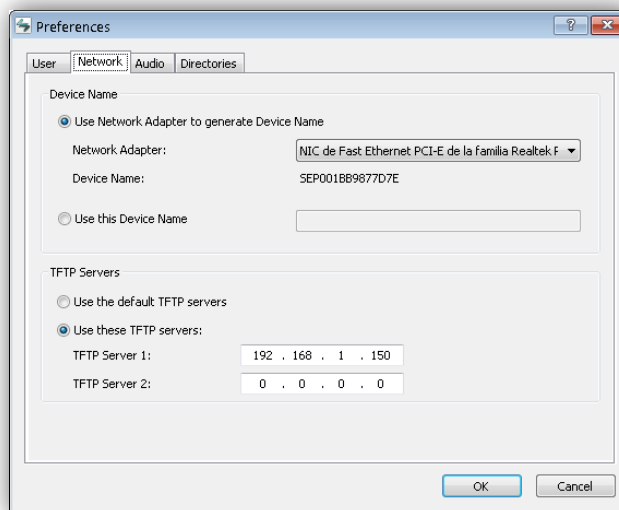 Preferences
User Network Audio Directories
Device Name
Use Network Adapter to generate Device Name
Network Adapter: NIC de Fast Ethernet PCI-E de la familia Realtek
Device Name: SEP001BB9877D7E
Use this Device Name
TFTP Servers
Use the default TFTP servers
Use these TFTP servers:
TFTP Server 1: 192 . 168 . 1 . 150
TFTP Server 2: 0 . 0 . 0 . 0
OK Cancel